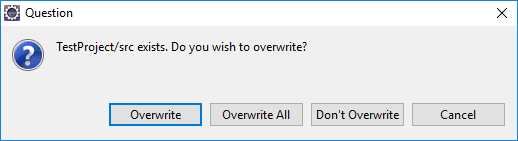 Question
TestProject/src exists. Do you wish to overwrite?
Overwrite
Overwrite All
Don't Overwrite
Cancel